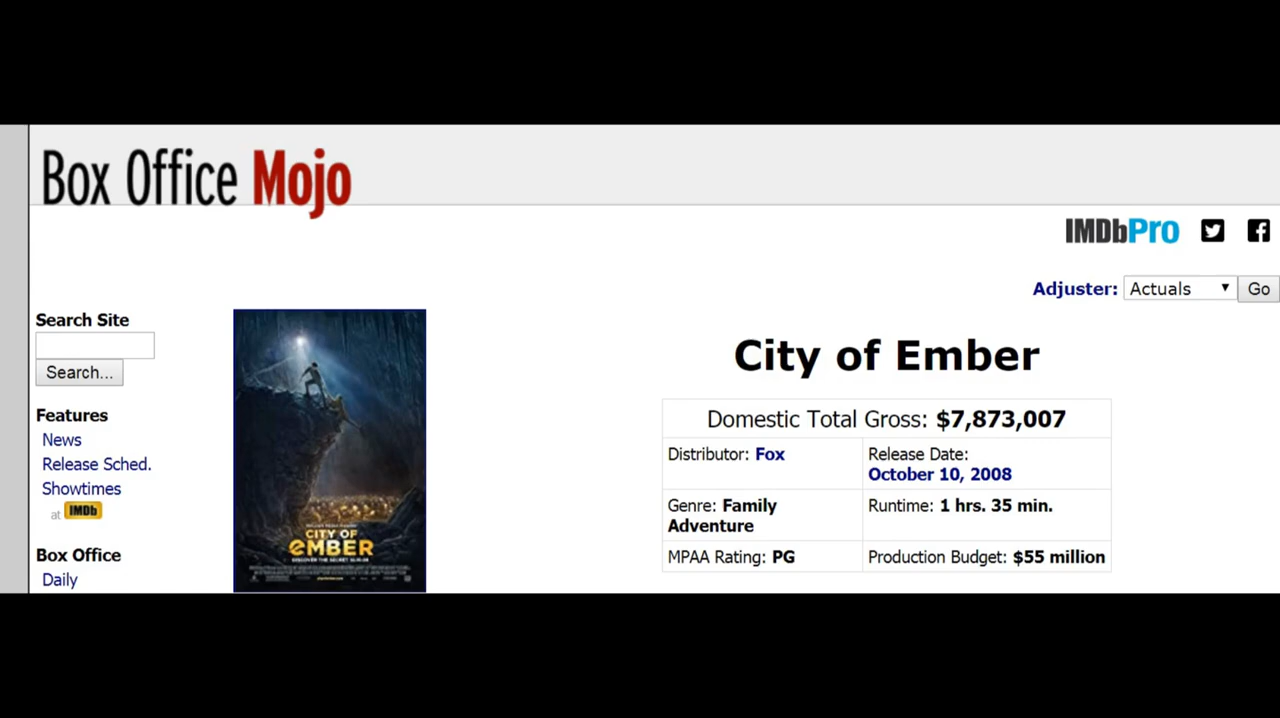 Box Office Mojo
IMDbPro
Adjuster: Actuals Go
Search Site
Search...
Features
News
Release Sched.
Showtimes
at IMDb
Box Office
Daily
CITY OF
EMBER
City of Ember
Domestic Total Gross: $7,873,007
Distributor: Fox
Release Date:
October 10, 2008
Genre: Family
Adventure
Runtime: 1 hrs. 35 min.
MPAA Rating: PG
Production Budget: $55 million